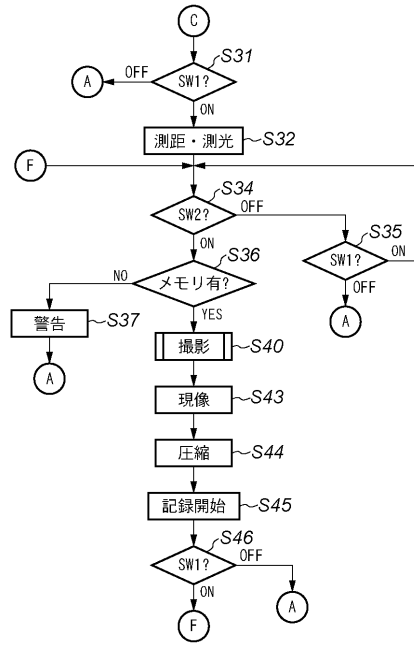 C
S31
SW1?
OFF
A
ON
測距・測光
S32
F
S34
SW2?
OFF
ON
S35
SW1?
ON
OFF
A
S36
メモリ有?
NO
YES
警告
S37
A
撮影
S40
現像
S43
圧縮
S44
記録開始
S45
S46
SW1?
OFF
ON
A
F